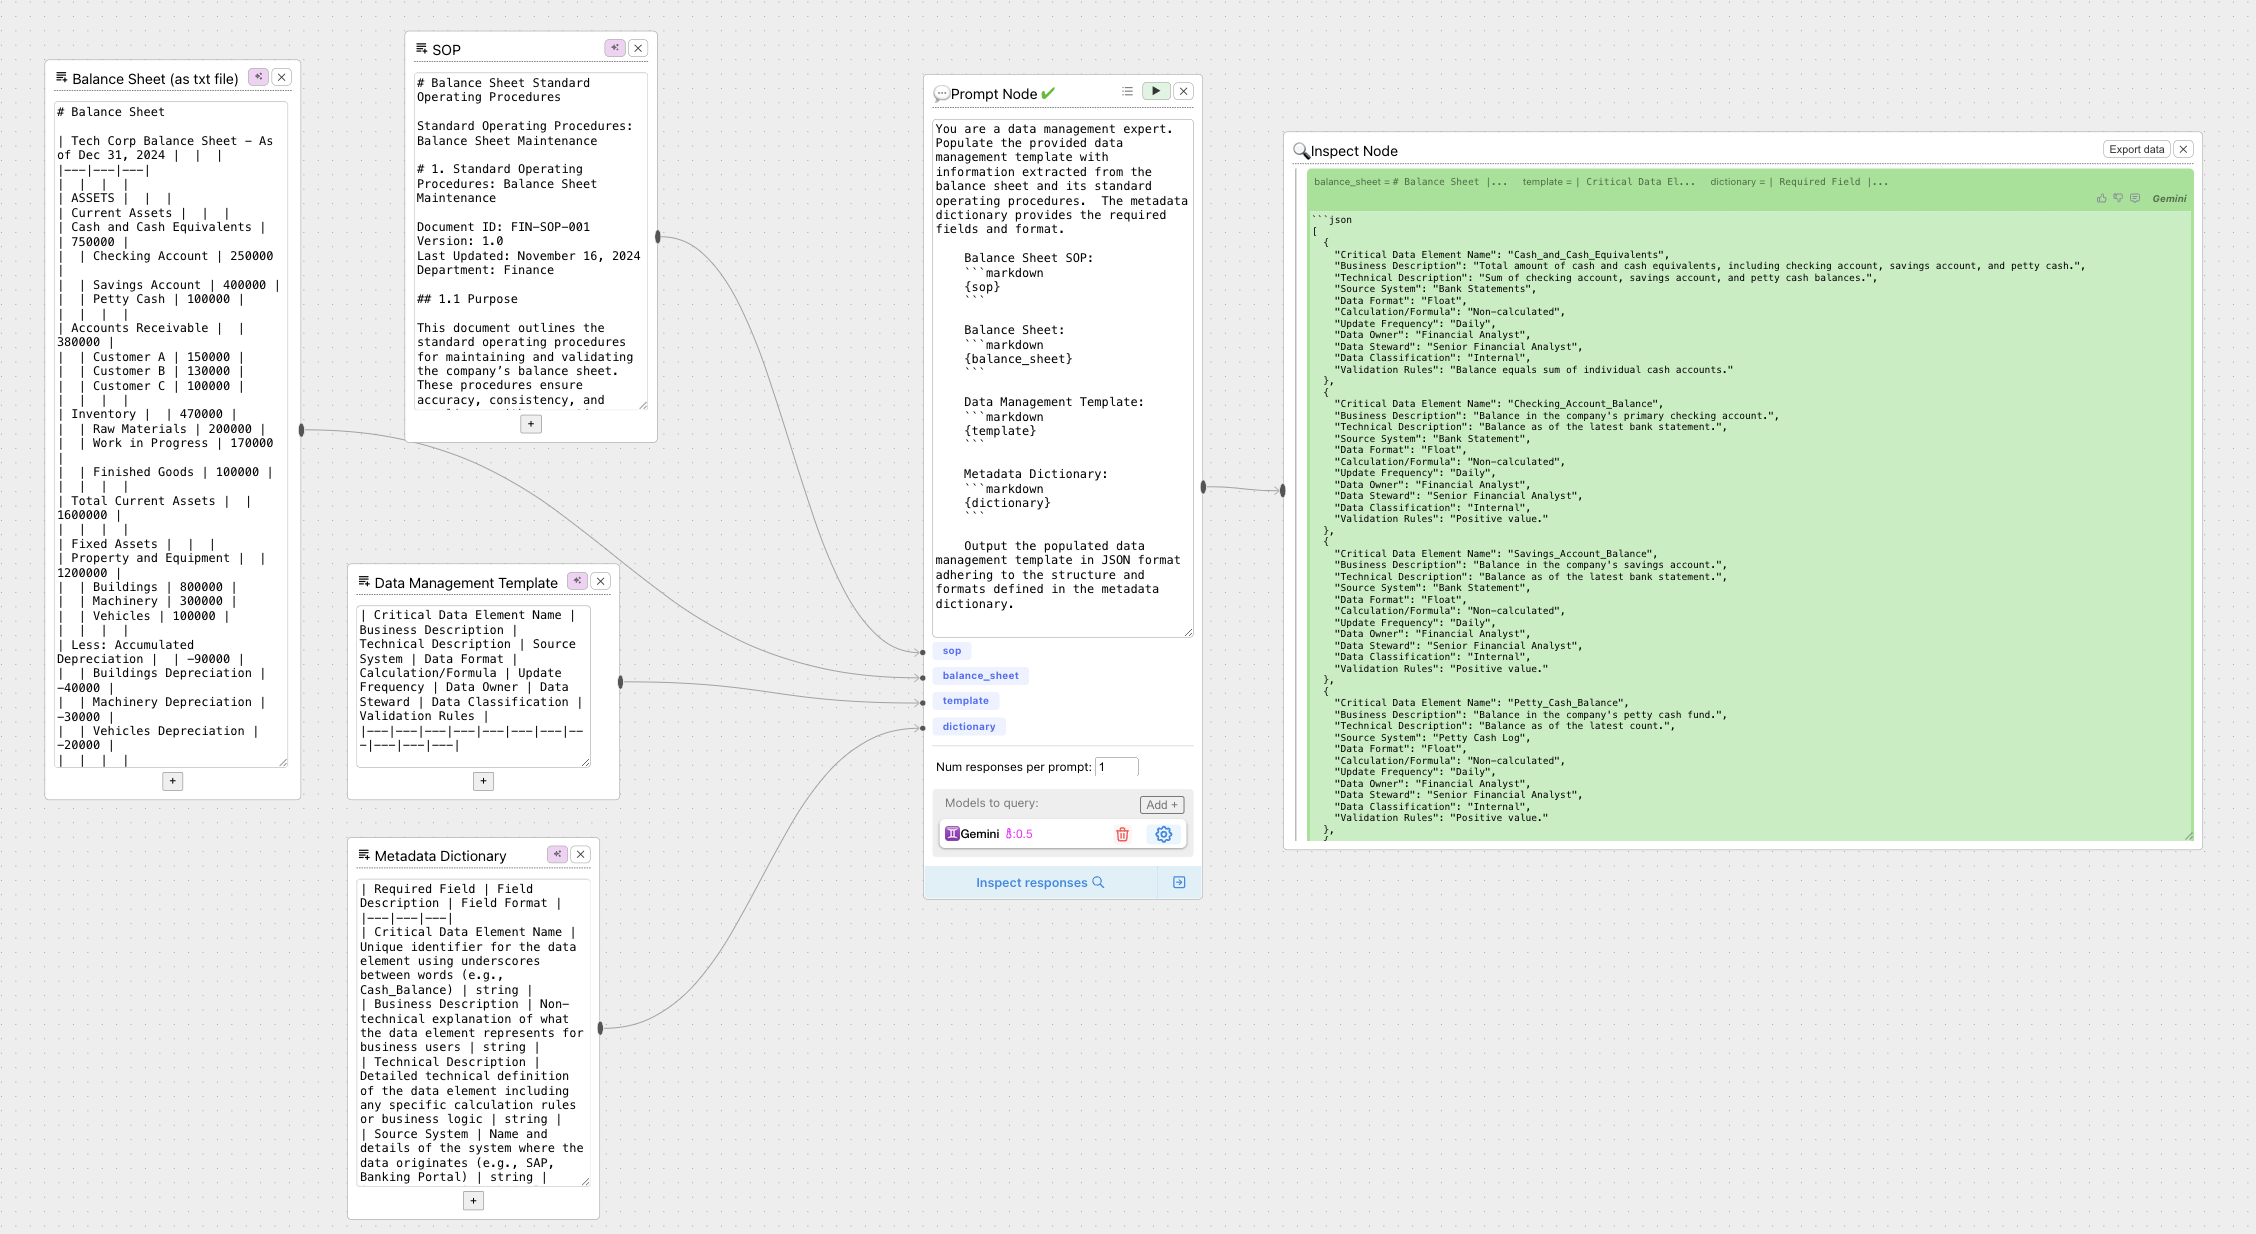 Balance Sheet (as txt file)
# Balance Sheet
| Tech Corp Balance Sheet – As
of Dec 31, 2024 |  |  |
|---|---|---|
|  |  |  |
| ASSETS |  |  |
| Current Assets |  |  |
| Cash and Cash Equivalents |
| 750000 |
|  | Checking Account | 250000
|
|  | Savings Account | 400000 |
|  | Petty Cash | 100000 |
|  |  |  |
| Accounts Receivable |  |
380000 |
|  | Customer A | 150000 |
|  | Customer B | 130000 |
|  | Customer C | 100000 |
|  |  |  |
| Inventory |  | 470000 |
|  | Raw Materials | 200000 |
|  | Work in Progress | 170000
|
|  | Finished Goods | 100000 |
|  |  |  |
| Total Current Assets |  |
1600000 |
|  |  |  |
| Fixed Assets |  |  |
| Property and Equipment |  |
1200000 |
|  | Buildings | 800000 |
|  | Machinery | 300000 |
|  | Vehicles | 100000 |
|  |  |  |
| Less: Accumulated
Depreciation |  | -90000 |
|  | Buildings Depreciation |
-40000 |
|  | Machinery Depreciation |
-30000 |
|  | Vehicles Depreciation |
-20000 |
|  |  |  |
+
SOP
# Balance Sheet Standard
Operating Procedures
Standard Operating Procedures:
Balance Sheet Maintenance
# 1. Standard Operating
Procedures: Balance Sheet
Maintenance
Document ID: FIN-SOP-001
Version: 1.0
Last Updated: November 16, 2024
Department: Finance
## 1.1 Purpose
This document outlines the
standard operating procedures
for maintaining and validating
the company's balance sheet.
These procedures ensure
accuracy, consistency, and
+
Data Management Template
| Critical Data Element Name |
Business Description |
Technical Description | Source
System | Data Format |
Calculation/Formula | Update
Frequency | Data Owner | Data
Steward | Data Classification |
Validation Rules |
|---|---|---|---|---|---|---|--
-|---|---|---|
+
Metadata Dictionary
| Required Field | Field
Description | Field Format |
|---|---|---|
| Critical Data Element Name |
Unique identifier for the data
element using underscores
between words (e.g.,
Cash_Balance) | string |
| Business Description | Non-
technical explanation of what
the data element represents for
business users | string |
| Technical Description |
Detailed technical definition
of the data element including
any specific calculation rules
or business logic | string |
| Source System | Name and
details of the system where the
data originates (e.g., SAP,
Banking Portal) | string |
+
Prompt Node
You are a data management expert.
Populate the provided data
management template with
information extracted from the
balance sheet and its standard
operating procedures.  The metadata
dictionary provides the required
fields and format.
Balance Sheet SOP:
```markdown
{sop}
```
Balance Sheet:
```markdown
{balance_sheet}
```
Data Management Template:
```markdown
{template}
```
Metadata Dictionary:
```markdown
{dictionary}
```
Output the populated data
management template in JSON format
adhering to the structure and
formats defined in the metadata
dictionary.
sop
balance_sheet
template
dictionary
Num responses per prompt: 1
Models to query:
Add +
Gemini :0.5
Inspect responses
Inspect Node
Export data
balance_sheet = # Balance Sheet |... template = | Critical Data El... dictionary = | Required Field |...
Gemini
```json
[
{
"Critical Data Element Name": "Cash_and_Cash_Equivalents",
"Business Description": "Total amount of cash and cash equivalents, including checking account, savings account, and petty cash.",
"Technical Description": "Sum of checking account, savings account, and petty cash balances.",
"Source System": "Bank Statements",
"Data Format": "Float",
"Calculation/Formula": "Non-calculated",
"Update Frequency": "Daily",
"Data Owner": "Financial Analyst",
"Data Steward": "Senior Financial Analyst",
"Data Classification": "Internal",
"Validation Rules": "Balance equals sum of individual cash accounts."
},
{
"Critical Data Element Name": "Checking_Account_Balance",
"Business Description": "Balance in the company's primary checking account.",
"Technical Description": "Balance as of the latest bank statement.",
"Source System": "Bank Statement",
"Data Format": "Float",
"Calculation/Formula": "Non-calculated",
"Update Frequency": "Daily",
"Data Owner": "Financial Analyst",
"Data Steward": "Senior Financial Analyst",
"Data Classification": "Internal",
"Validation Rules": "Positive value."
},
{
"Critical Data Element Name": "Savings_Account_Balance",
"Business Description": "Balance in the company's savings account.",
"Technical Description": "Balance as of the latest bank statement.",
"Source System": "Bank Statement",
"Data Format": "Float",
"Calculation/Formula": "Non-calculated",
"Update Frequency": "Daily",
"Data Owner": "Financial Analyst",
"Data Steward": "Senior Financial Analyst",
"Data Classification": "Internal",
"Validation Rules": "Positive value."
},
{
"Critical Data Element Name": "Petty_Cash_Balance",
"Business Description": "Balance in the company's petty cash fund.",
"Technical Description": "Balance as of the latest count.",
"Source System": "Petty Cash Log",
"Data Format": "Float",
"Calculation/Formula": "Non-calculated",
"Update Frequency": "Daily",
"Data Owner": "Financial Analyst",
"Data Steward": "Senior Financial Analyst",
"Data Classification": "Internal",
"Validation Rules": "Positive value."
},
{